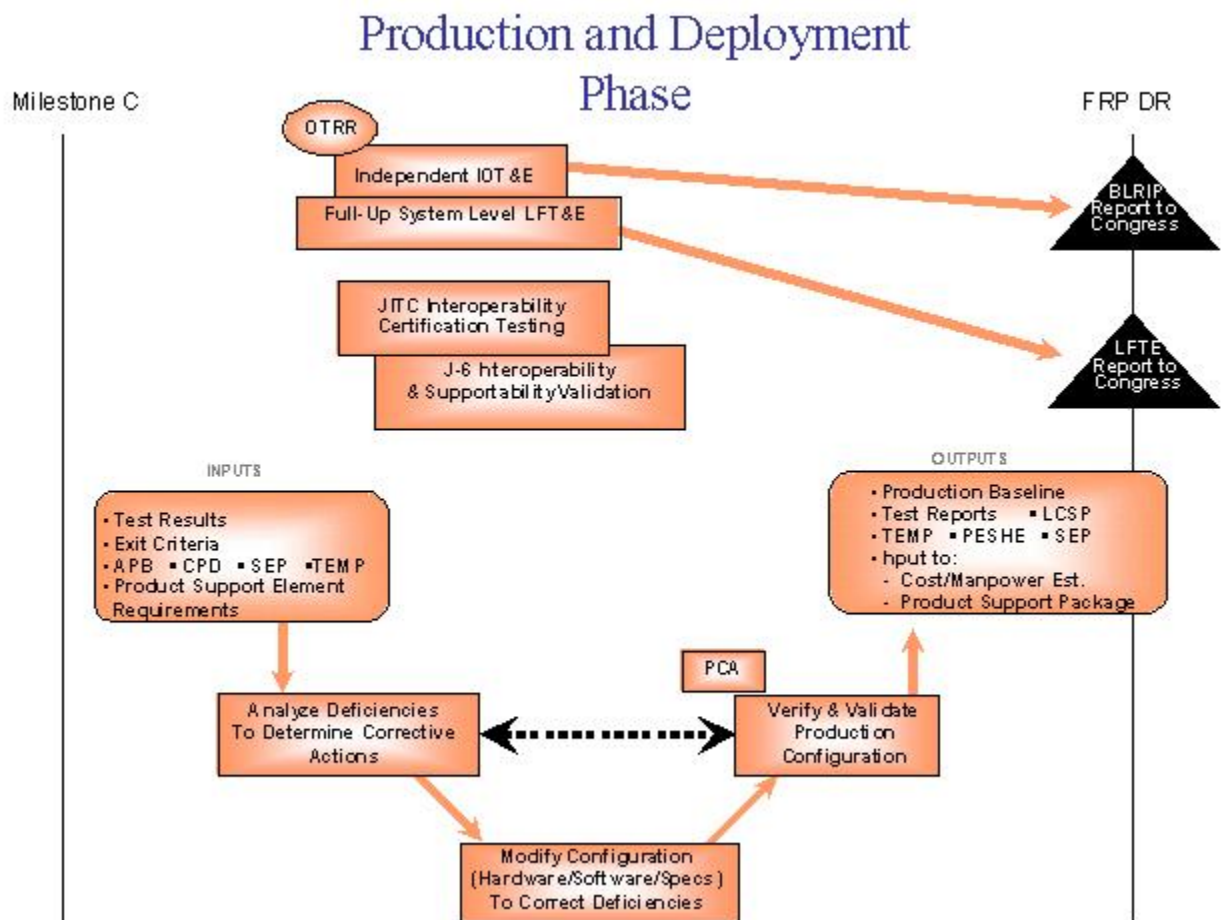 Production and Deployment
Phase
Milestone C
FRP DR
OTRR
Independent IOT&E
Full-Up System Level LFT&E
BLRIP
Report to
Congress
JITC Interoperability
Certification Testing
J-6 Interoperability
& Supportability Validation
LFTE
Report to
Congress
INPUTS
• Test Results
• Exit Criteria
• APB ▪ CPD ▪ SEP ▪ TEMP
• Product Support Element
Requirements
OUTPUTS
• Production Baseline
• Test Reports ▪ LCSP
• TEMP ▪ PESHE ▪ SEP
• Input to:
- Cost/Manpower Est.
- Product Support Package
PCA
Analyze Deficiencies
To Determine Corrective
Actions
Verify & Validate
Production
Configuration
Modify Configuration
(Hardware/Software/Specs)
To Correct Deficiencies